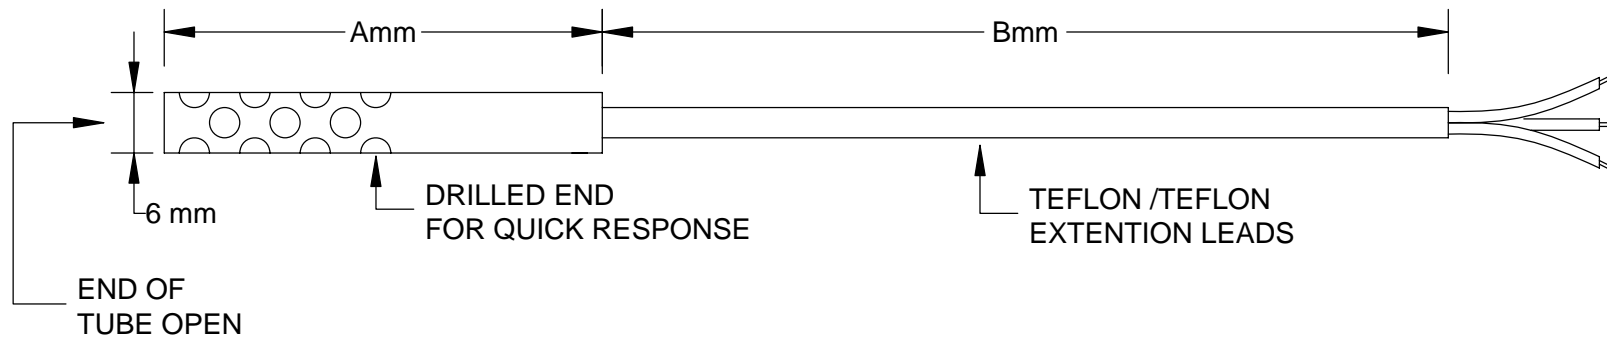 Amm
Bmm
6 mm
DRILLED END
FOR QUICK RESPONSE
TEFLON /TEFLON
EXTENTION LEADS
END OF
TUBE OPEN